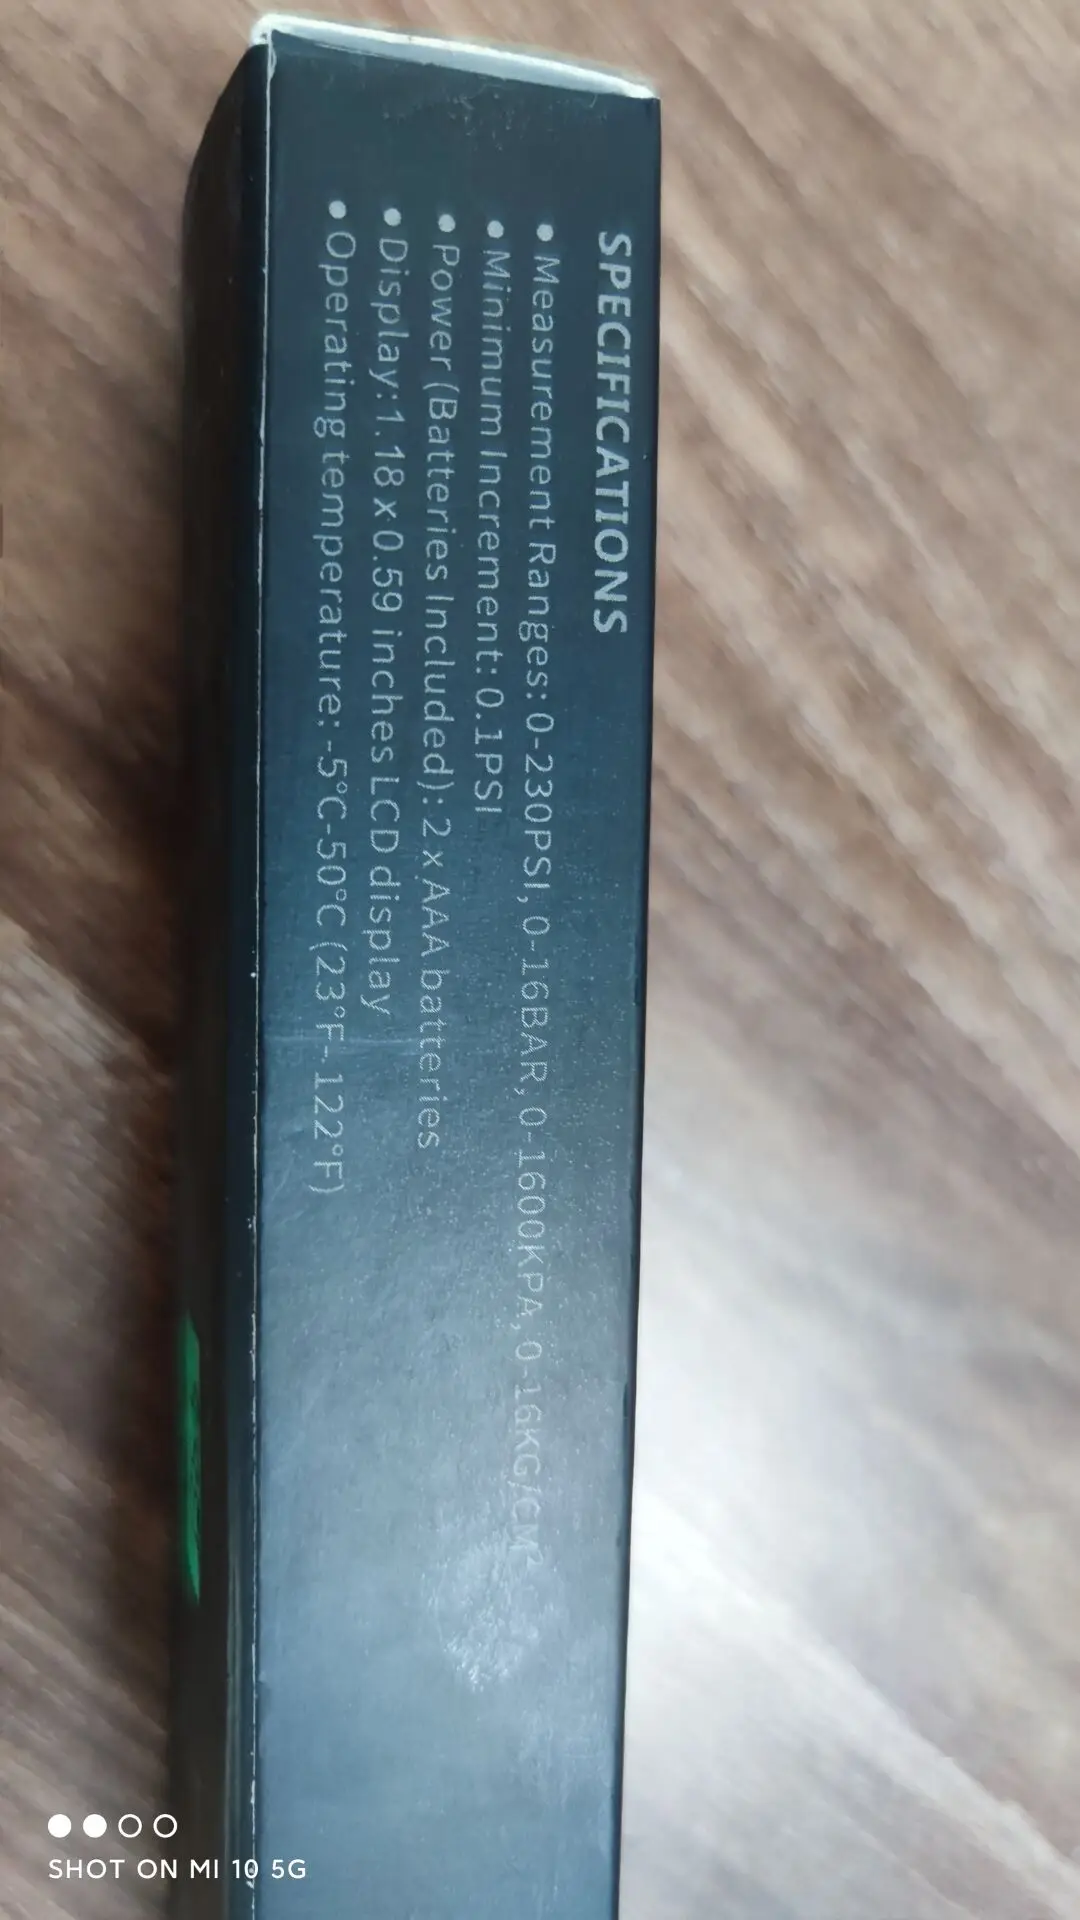 SPECIFICATIONS
● Measurement Ranges: 0-230PSI, 0-16BAR, 0-1600KPA, 0-16KG/CM²
● Minimum Increment: 0.1PSI
● Power (Batteries Included): 2 x AAA batteries
● Display: 1.18 x 0.59 inches LCD display
● Operating temperature: -5°C-50°C (23°F-122°F)
SHOT ON MI 10 5G